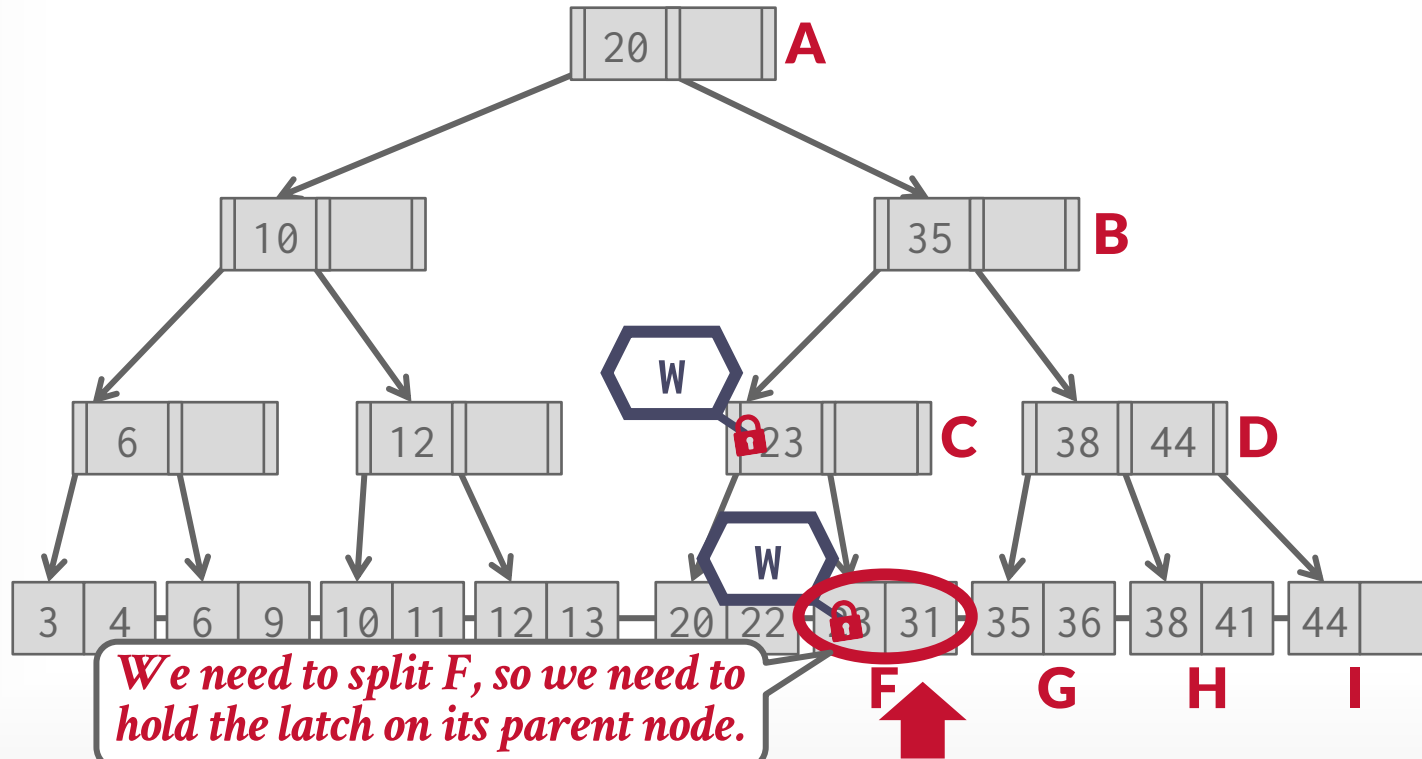 20 A
10
35 B
W
6
12
23 C
38 44 D
W
3 4 6 9 10 11 12 13 20 22 23 31 35 36 38 41 44
We need to split F, so we need to
hold the latch on its parent node.
F G H I